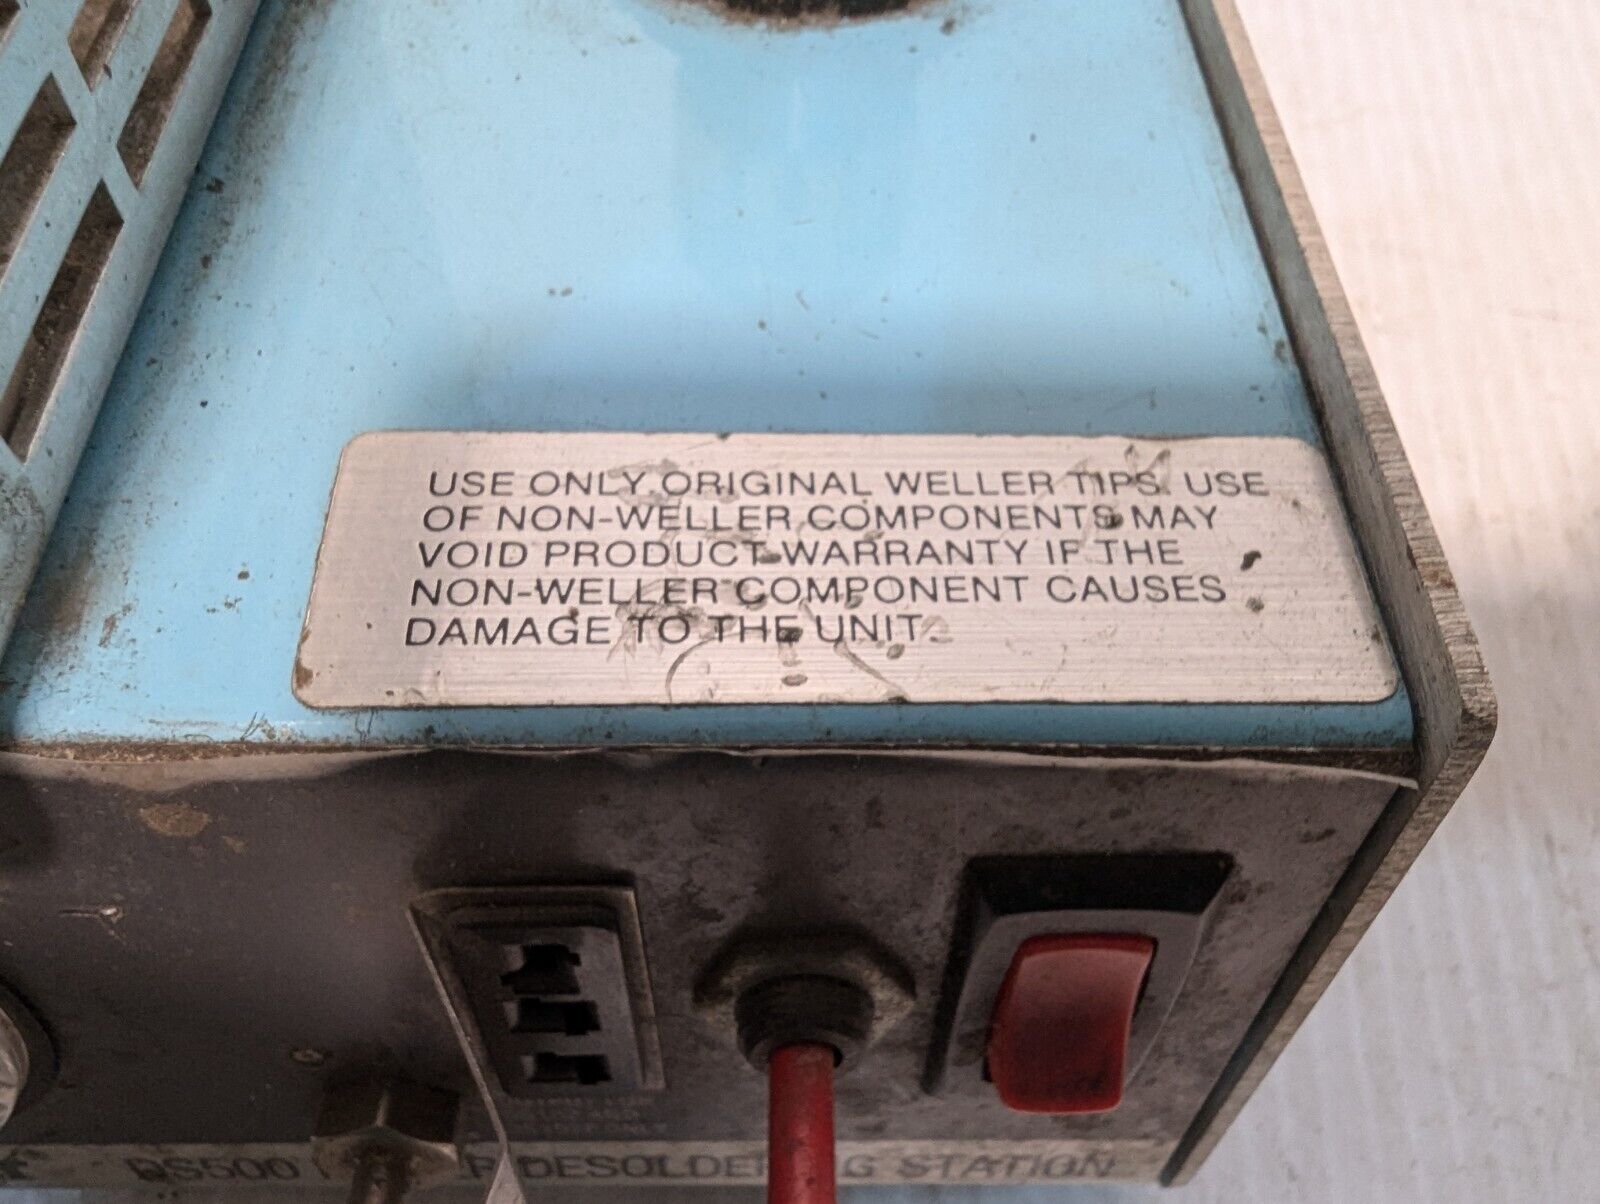 USE ONLY ORIGINAL WELLER TIPS. USE
OF NON-WELLER COMPONENTS MAY
VOID PRODUCT WARRANTY IF THE
NON-WELLER COMPONENT CAUSES
DAMAGE TO THE UNIT.
ONLY
DS500 DESOLDERING STATION